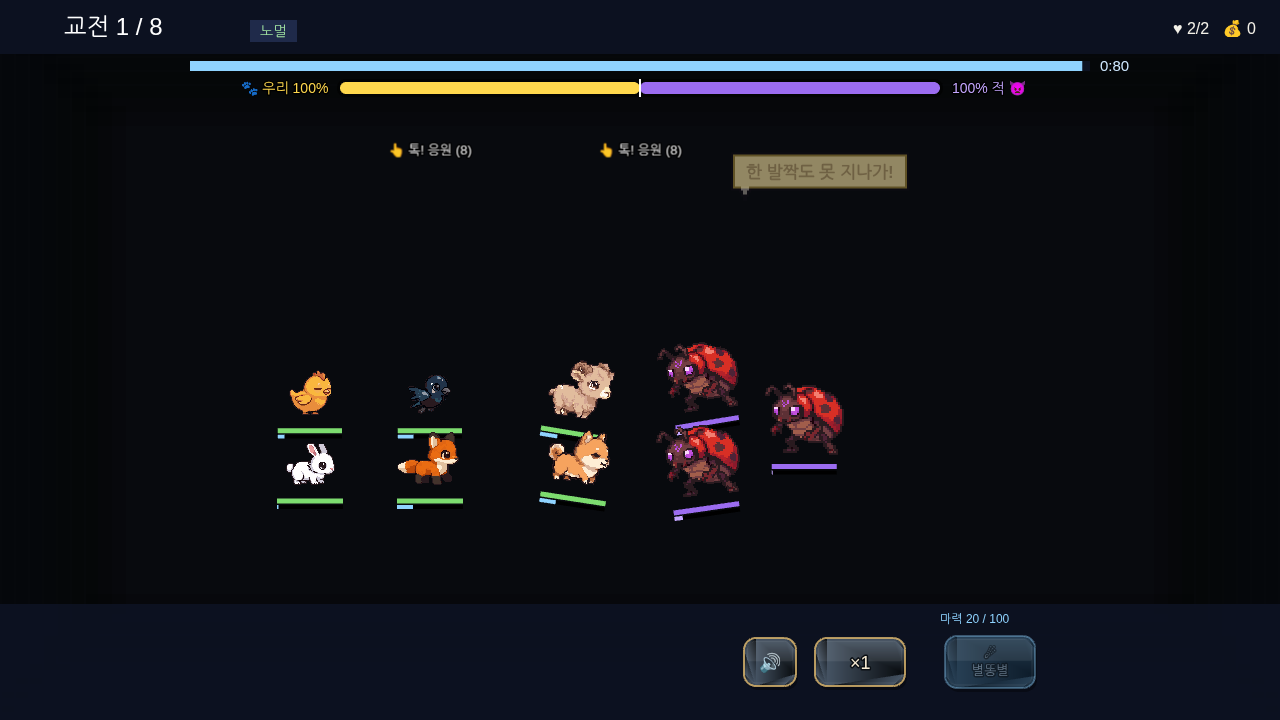 교전 1 / 8
노멀
♥ 2/2 💰 0
0:80
🐾 우리 100%
100% 적 👿
👆 톡! 응원 (8)
👆 톡! 응원 (8)
한 발짝도 못 지나가!
마력 20 / 100
×1
별똥별